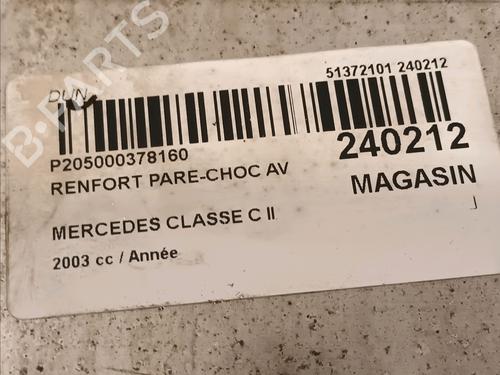 B-PARTS
DUN
51372101 240212
P205000378160
240212
RENFORT PARE-CHOC AV
MAGASIN
MERCEDES CLASSE C II
2003 cc / Année